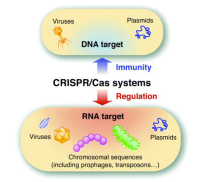 Viruses
Plasmids
DNA target
Immunity
CRISPR/Cas systems
Regulation
RNA target
Viruses
Plasmids
Chromosomal sequences
(including prophages, transposons…)